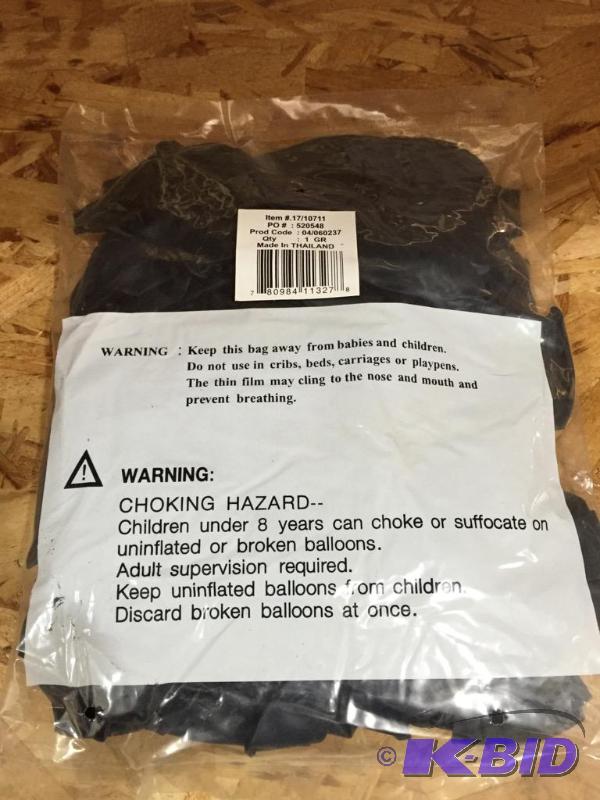 Item #.17/10711
PO # : 520548
Prod Code : 04/060237
Qty : 1 GR
Made In THAILAND
7 80984 11327 8
WARNING : Keep this bag away from babies and children.
Do not use in cribs, beds, carriages or playpens.
The thin film may cling to the nose and mouth and
prevent breathing.
WARNING:
CHOKING HAZARD--
Children under 8 years can choke or suffocate on
uninflated or broken balloons.
Adult supervision required.
Keep uninflated balloons from children.
Discard broken balloons at once.
© K-BID